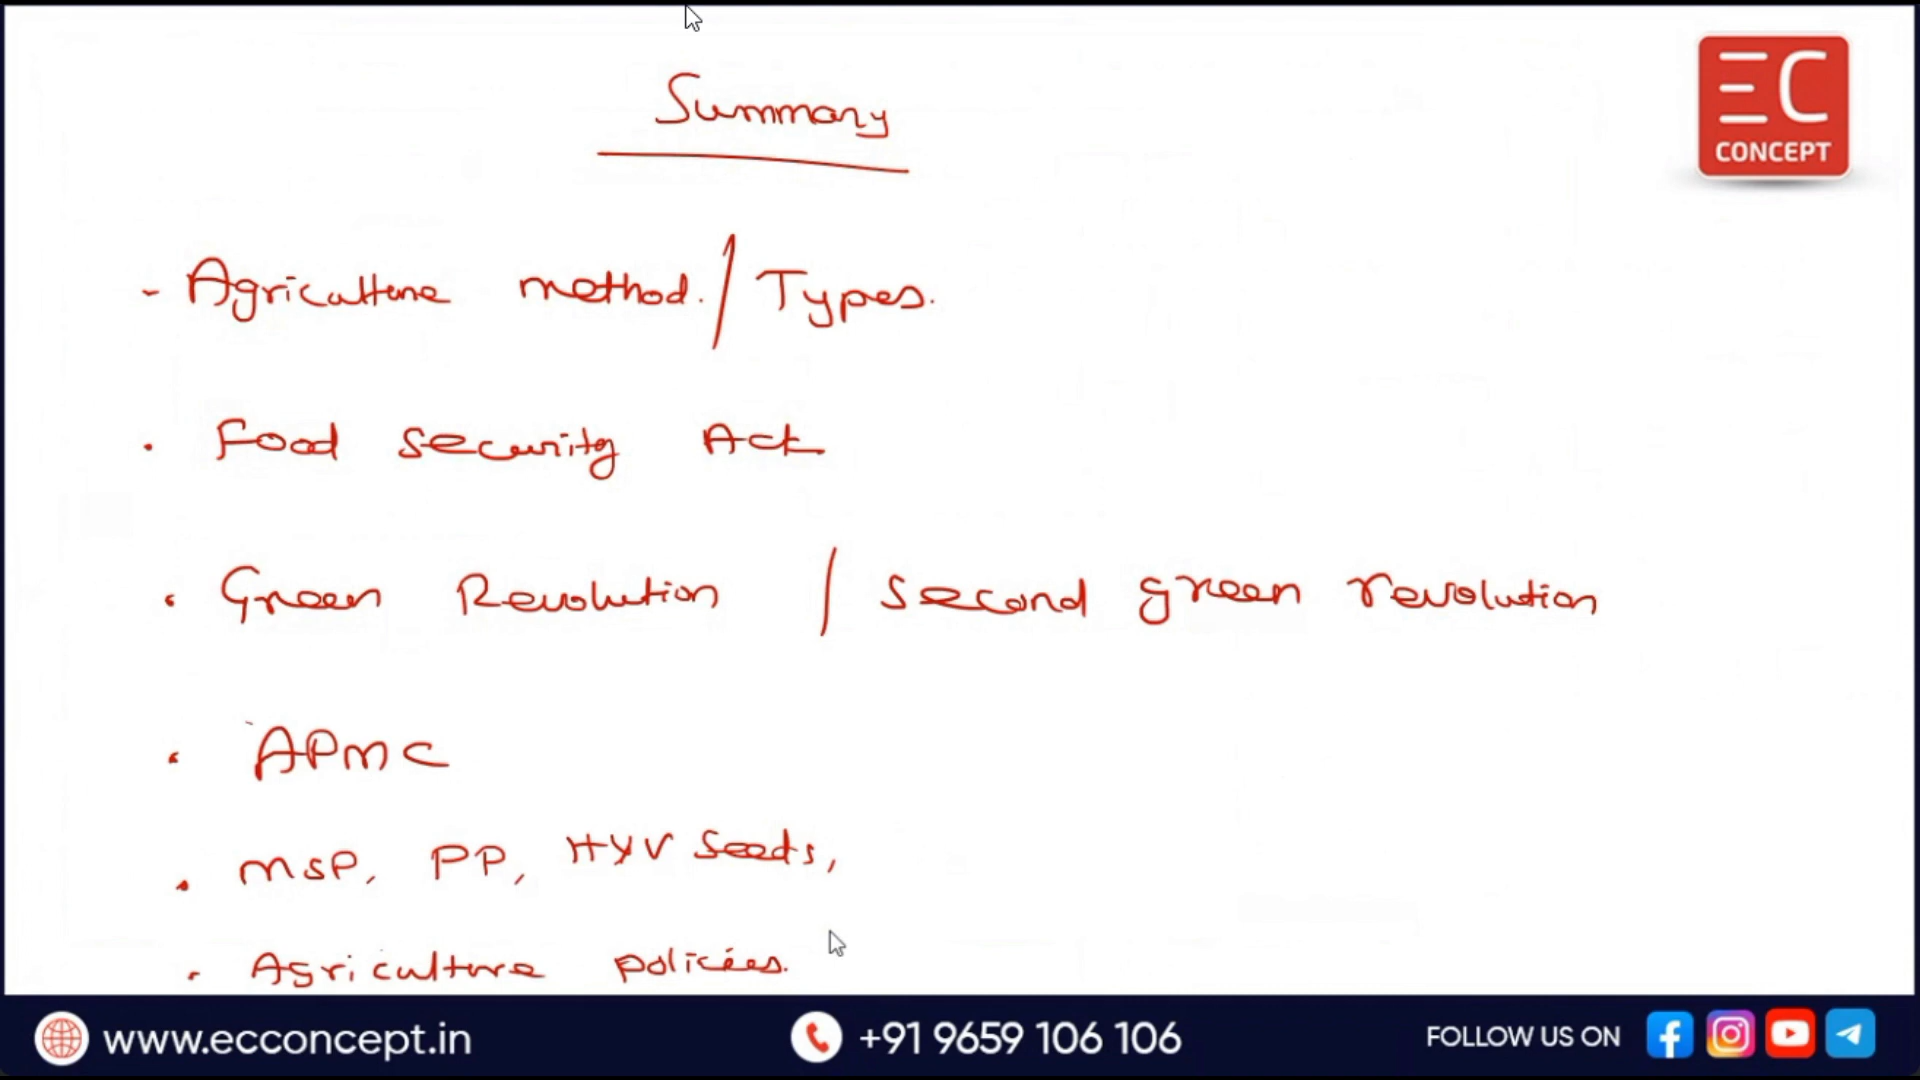 Summary
EC
CONCEPT
- Agriculture method. / Types.
. Food security Act
. Green Revolution / Second green revolution
. APMC
. MSP, PP, HYV Seeds,
. Agriculture policies.
www.ecconcept.in +91 9659 106 106 FOLLOW US ON